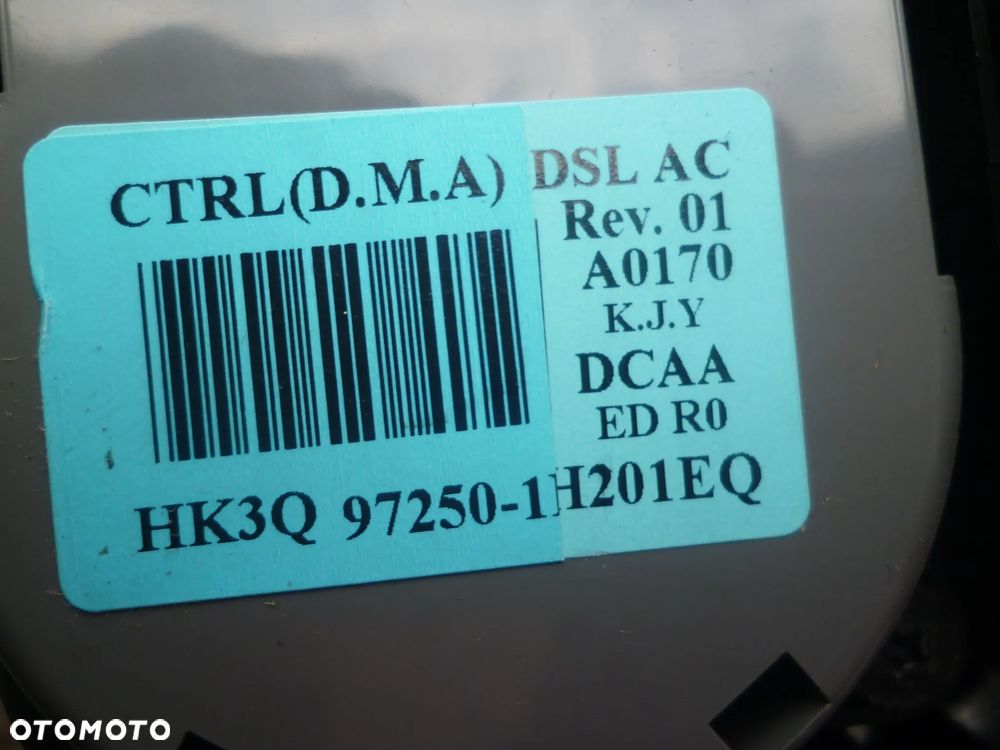 CTRL(D.M.A) DSL AC
Rev. 01
A0170
K.J.Y
DCAA
ED R0
HK3Q 97250-1H201EQ
OTOMOTO